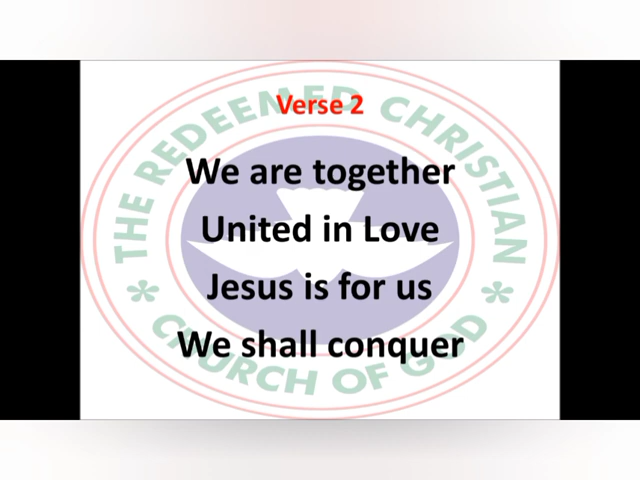 Verse 2
We are together
United in Love
Jesus is for us
We shall conquer
THE REDEEMED CHRISTIAN
CHURCH OF GOD